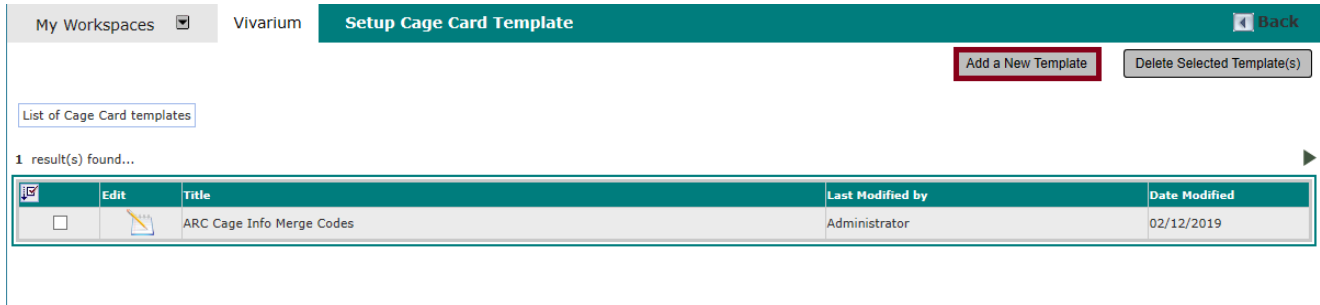 My Workspaces Vivarium Setup Cage Card Template Back
Add a New Template Delete Selected Template(s)
List of Cage Card templates
1 result(s) found...
Edit Title Last Modified by Date Modified
ARC Cage Info Merge Codes Administrator 02/12/2019